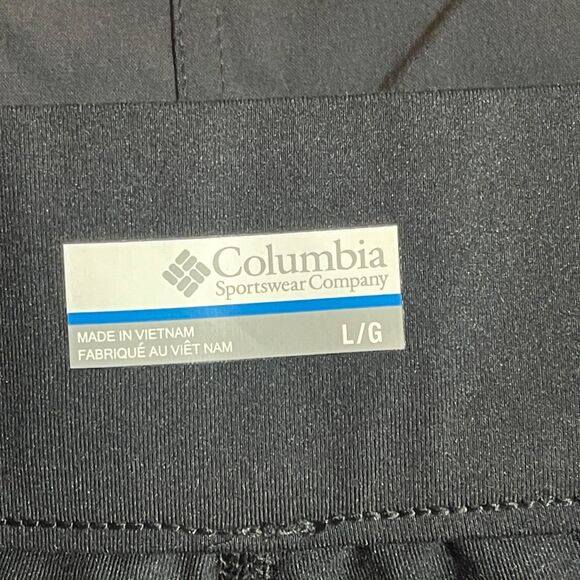 Columbia
Sportswear Company
MADE IN VIETNAM
FABRIQUÉ AU VIÊT NAM
L/G